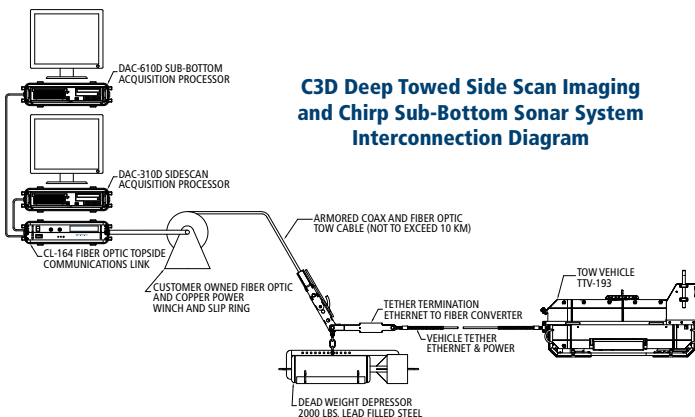 DAC-610D SUB-BOTTOM
ACQUISITION PROCESSOR
C3D Deep Towed Side Scan Imaging
and Chirp Sub-Bottom Sonar System
Interconnection Diagram
DAC-310D SIDESCAN
ACQUISITION PROCESSOR
ARMORED COAX AND FIBER OPTIC
TOW CABLE (NOT TO EXCEED 10 KM)
CL-164 FIBER OPTIC TOPSIDE
COMMUNICATIONS LINK
TOW VEHICLE
TTV-193
CUSTOMER OWNED FIBER OPTIC
AND COPPER POWER
WINCH AND SLIP RING
TETHER TERMINATION
ETHERNET TO FIBER CONVERTER
VEHICLE TETHER
ETHERNET & POWER
DEAD WEIGHT DEPRESSOR
2000 LBS. LEAD FILLED STEEL